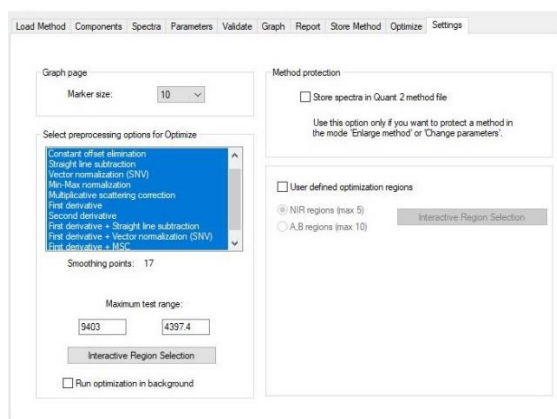 Load Method Components Spectra Parameters Validate Graph Report Store Method Optimize Settings
Graph page
Marker size: 10
Select preprocessing options for Optimize
Constant offset elimination
Straight line subtraction
Vector normalization (SNV)
Min-Max normalization
Multiplicative scattering correction
First derivative
Second derivative
First derivative + Straight line subtraction
First derivative + Vector normalization (SNV)
First derivative + MSC
Smoothing points: 17
Maximum test range:
9403 4397.4
Interactive Region Selection
Run optimization in background
Method protection
Store spectra in Quant 2 method file
Use this option only if you want to protect a method in
the mode 'Enlarge method' or 'Change parameters'.
User defined optimization regions
NIR regions (max 5)
A,B regions (max 10)
Interactive Region Selection